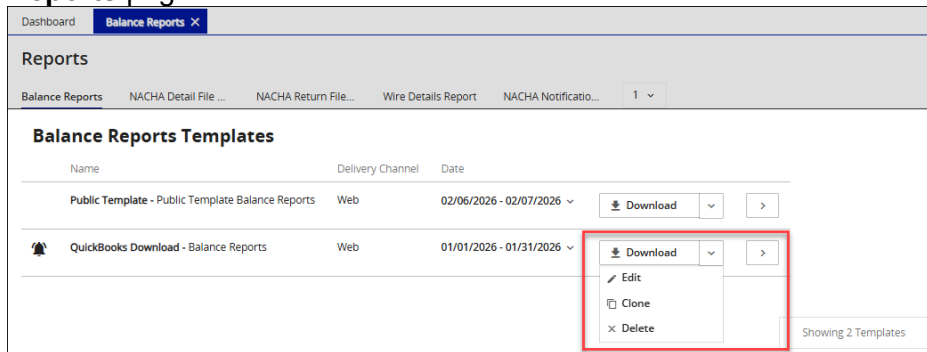 Dashboard Balance Reports ×
Reports
Balance Reports NACHA Detail File ... NACHA Return File... Wire Details Report NACHA Notificatio... 1
Balance Reports Templates
Name Delivery Channel Date
Public Template - Public Template Balance Reports Web 02/06/2026 - 02/07/2026 Download
QuickBooks Download - Balance Reports Web 01/01/2026 - 01/31/2026 Download
Edit
Clone
Delete
Showing 2 Templates